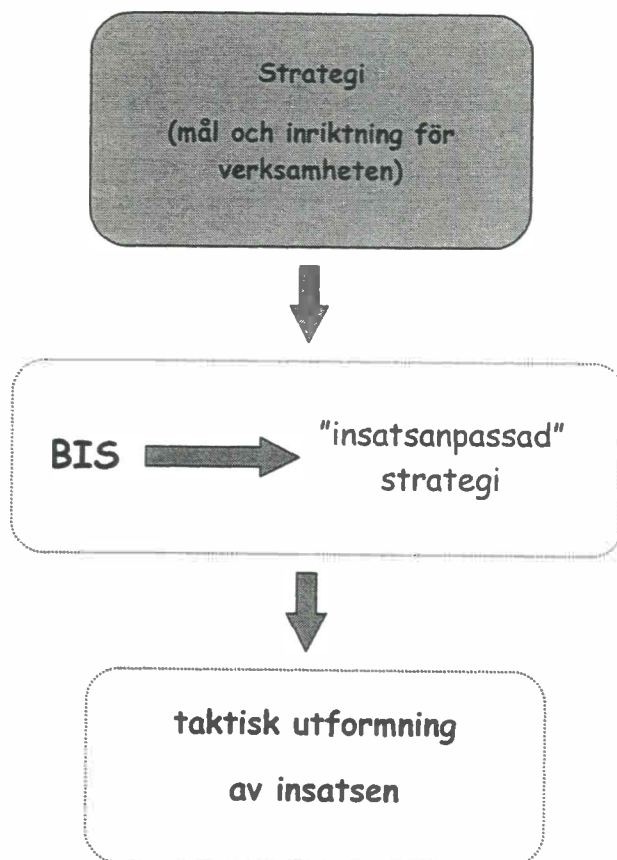 Strategi
(mål och inriktning för
verksamheten)
BIS
"insatsanpassad"
strategi
taktisk utformning
av insatsen